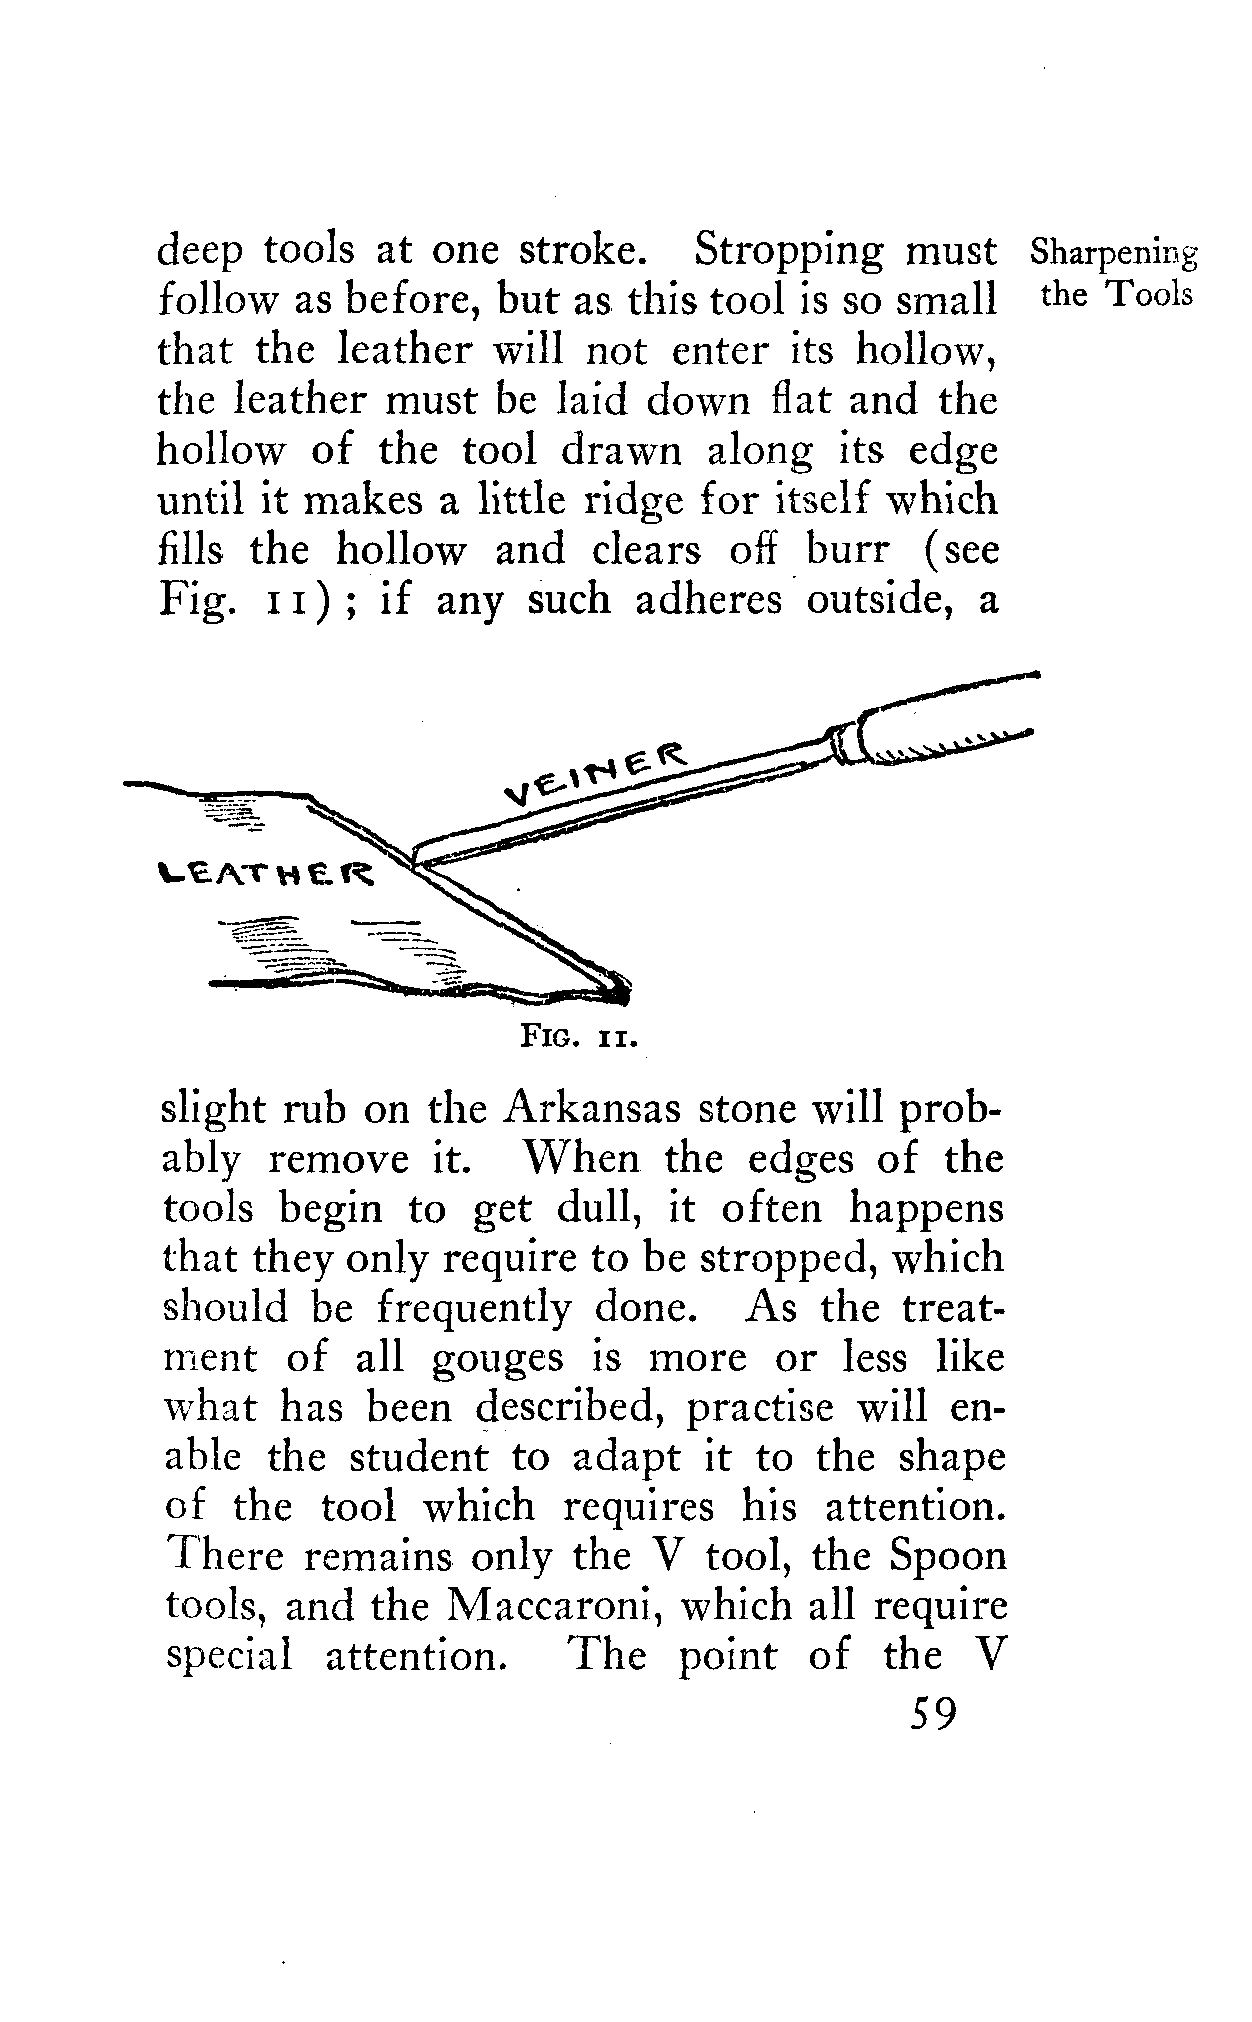 deep tools at one stroke. Stropping must
Sharpening
the Tools
follow as before, but as this tool is so small
that the leather will not enter its hollow,
the leather must be laid down flat and the
hollow of the tool drawn along its edge
until it makes a little ridge for itself which
fills the hollow and clears off burr (see
Fig. 11) ; if any such adheres outside, a
VEINER
LEATHER
FIG. 11.
slight rub on the Arkansas stone will prob-
ably remove it. When the edges of the
tools begin to get dull, it often happens
that they only require to be stropped, which
should be frequently done. As the treat-
ment of all gouges is more or less like
what has been described, practise will en-
able the student to adapt it to the shape
of the tool which requires his attention.
There remains only the V tool, the Spoon
tools, and the Maccaroni, which all require
special attention. The point of the V
59